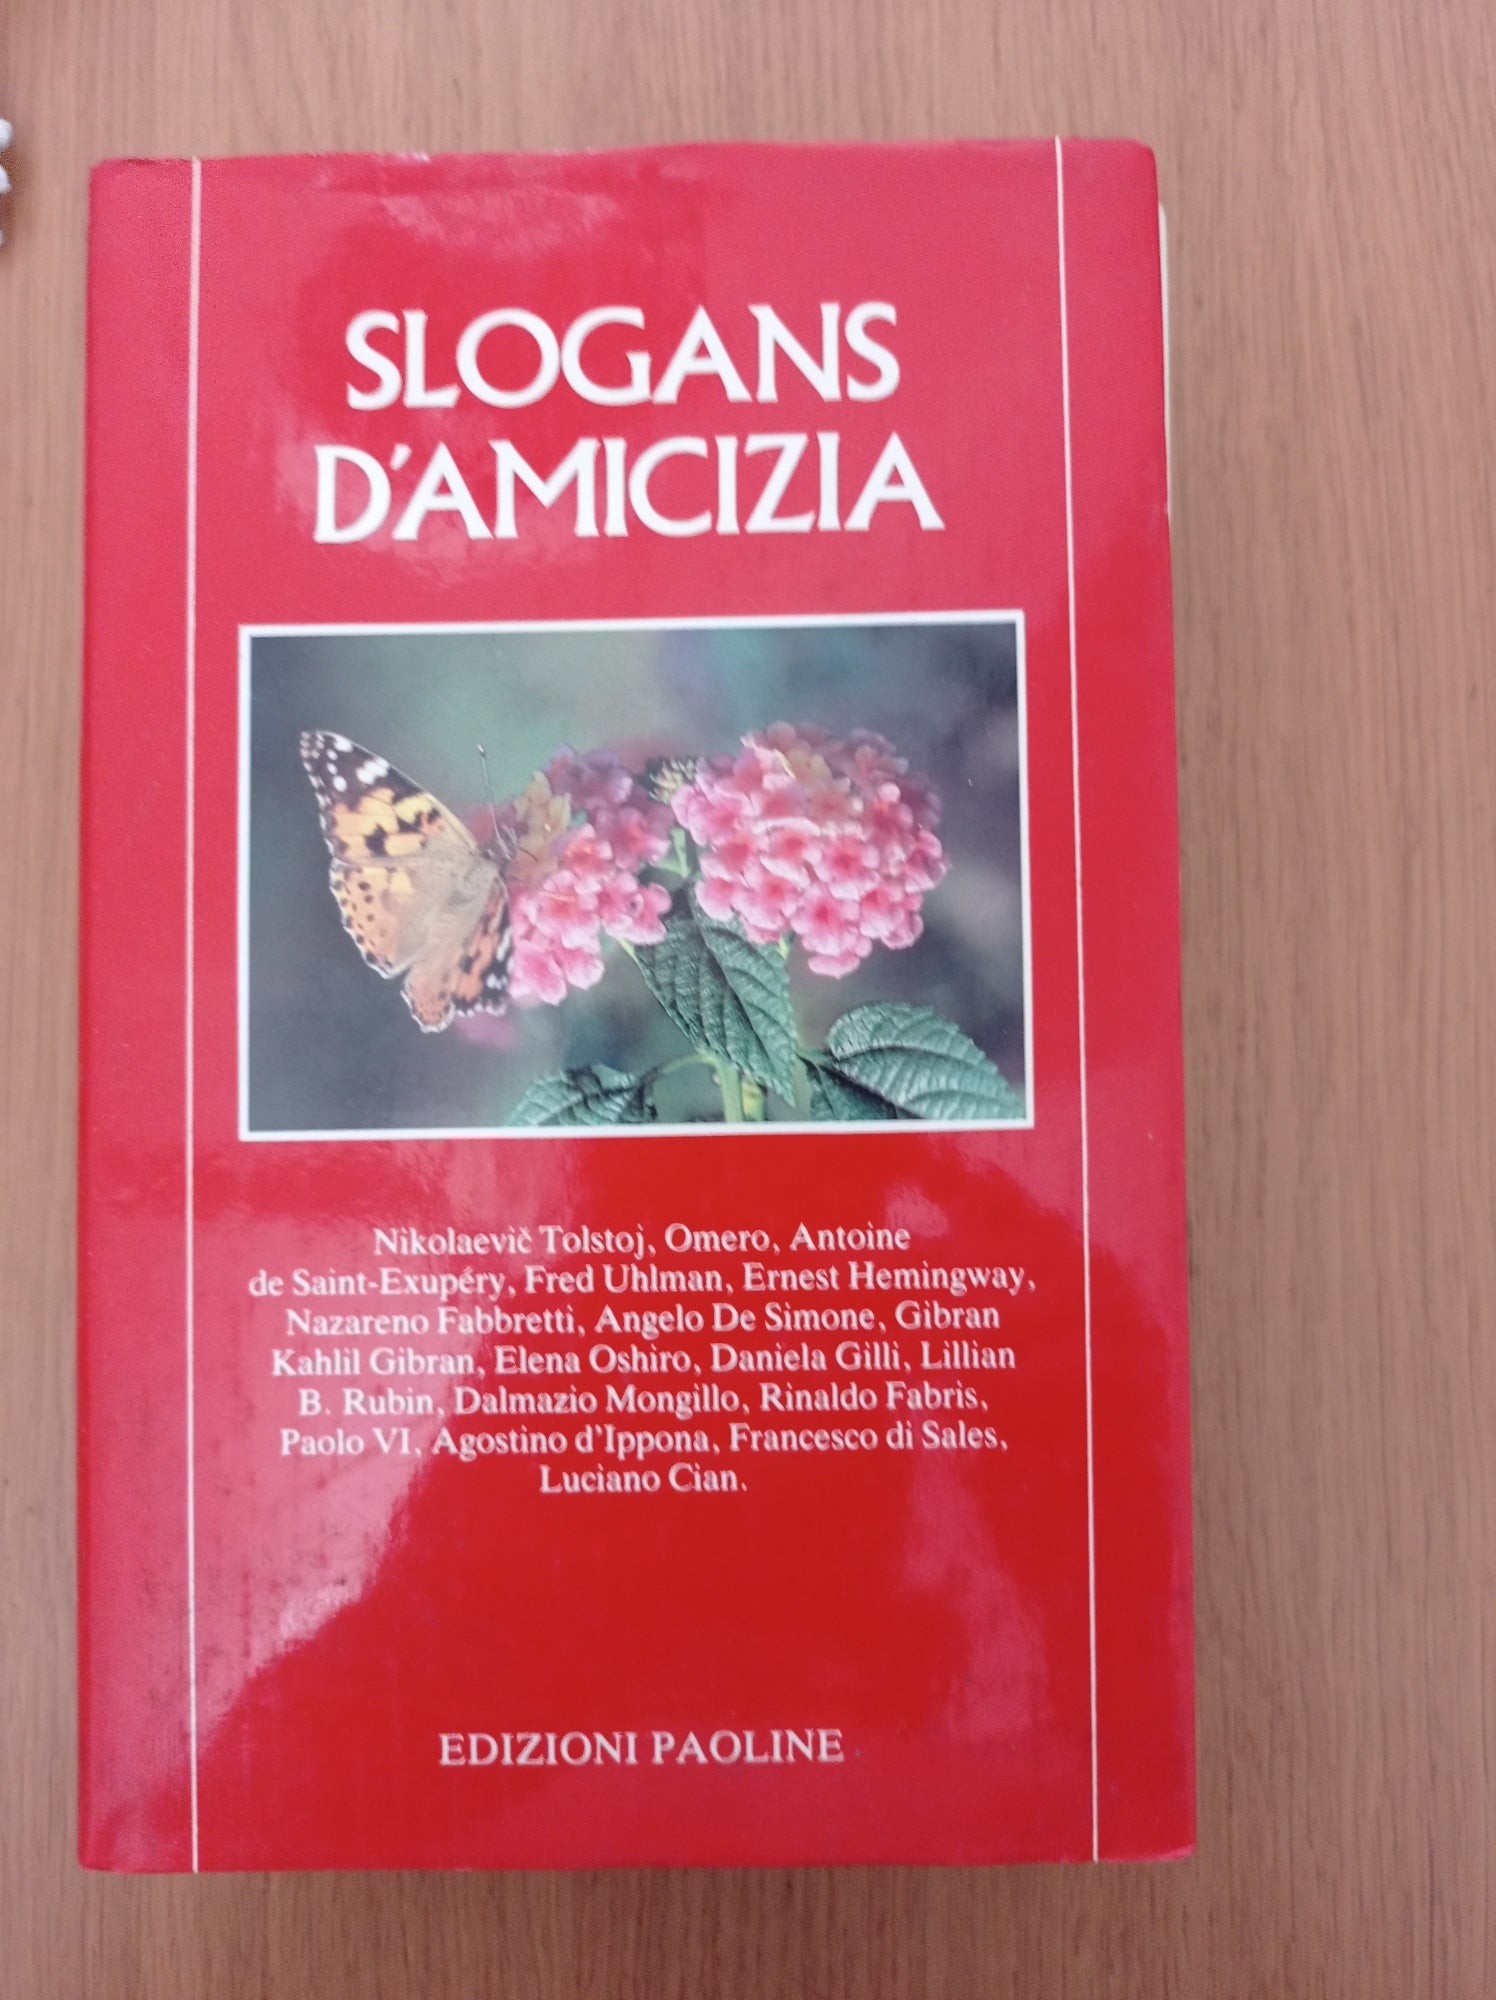 SLOGANS
D'AMICIZIA
Nikolaevič Tolstoj, Omero, Antoine
de Saint-Exupéry, Fred Uhlman, Ernest Hemingway,
Nazareno Fabbretti, Angelo De Simone, Gibran
Kahlil Gibran, Elena Oshiro, Daniela Gilli, Lillian
B. Rubin, Dalmazio Mongillo, Rinaldo Fabris,
Paolo VI, Agostino d'Ippona, Francesco di Sales,
Luciano Cian.
EDIZIONI PAOLINE